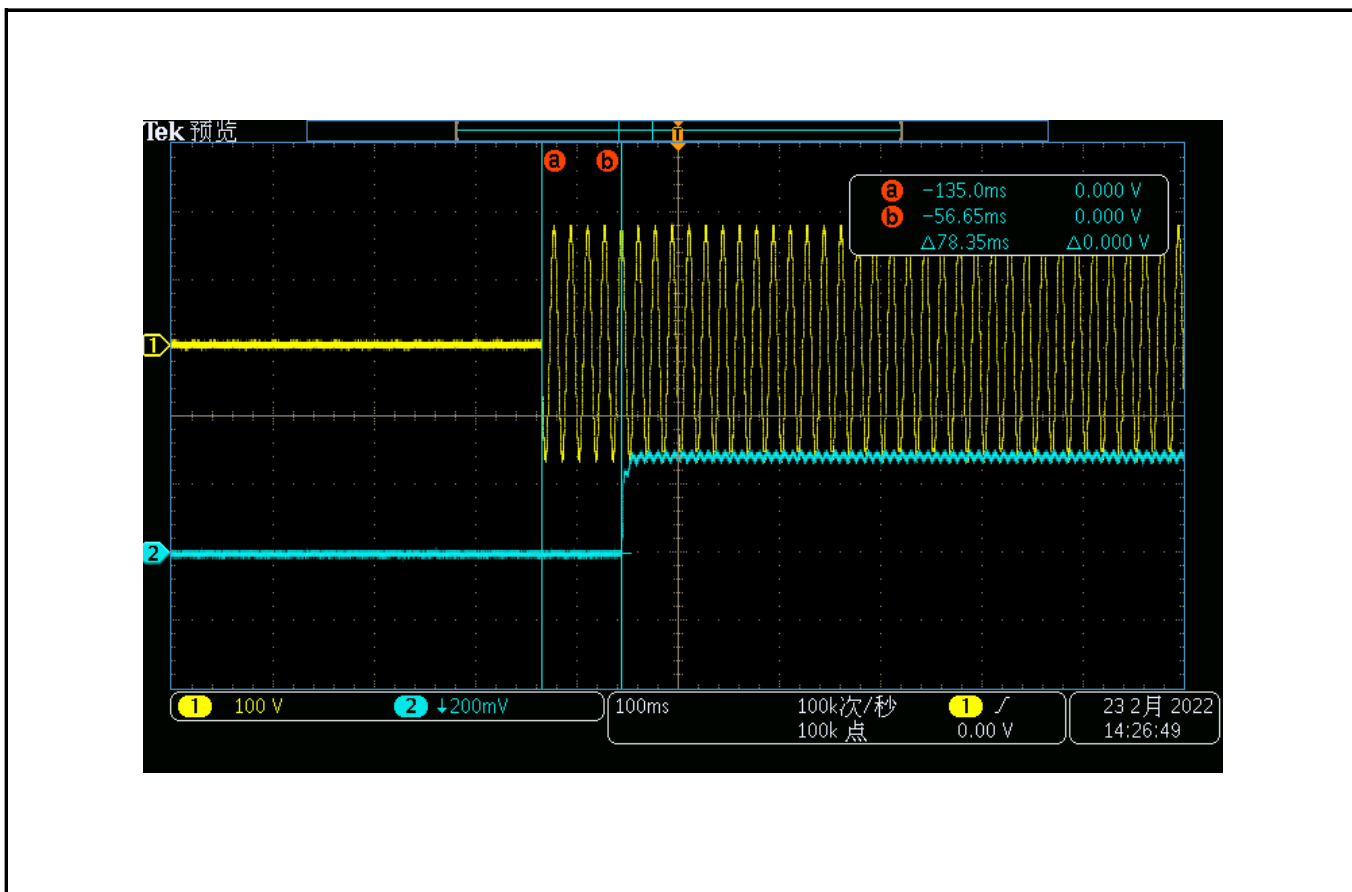 Tek 预览
T
a b
a -135.0ms 0.000 V
b -56.65ms 0.000 V
Δ78.35ms Δ0.000 V
1
2
1 100 V 2 ↓200mV 100ms 100k次/秒 1 ∫ 23 2月 2022
100k 点 0.00 V 14:26:49